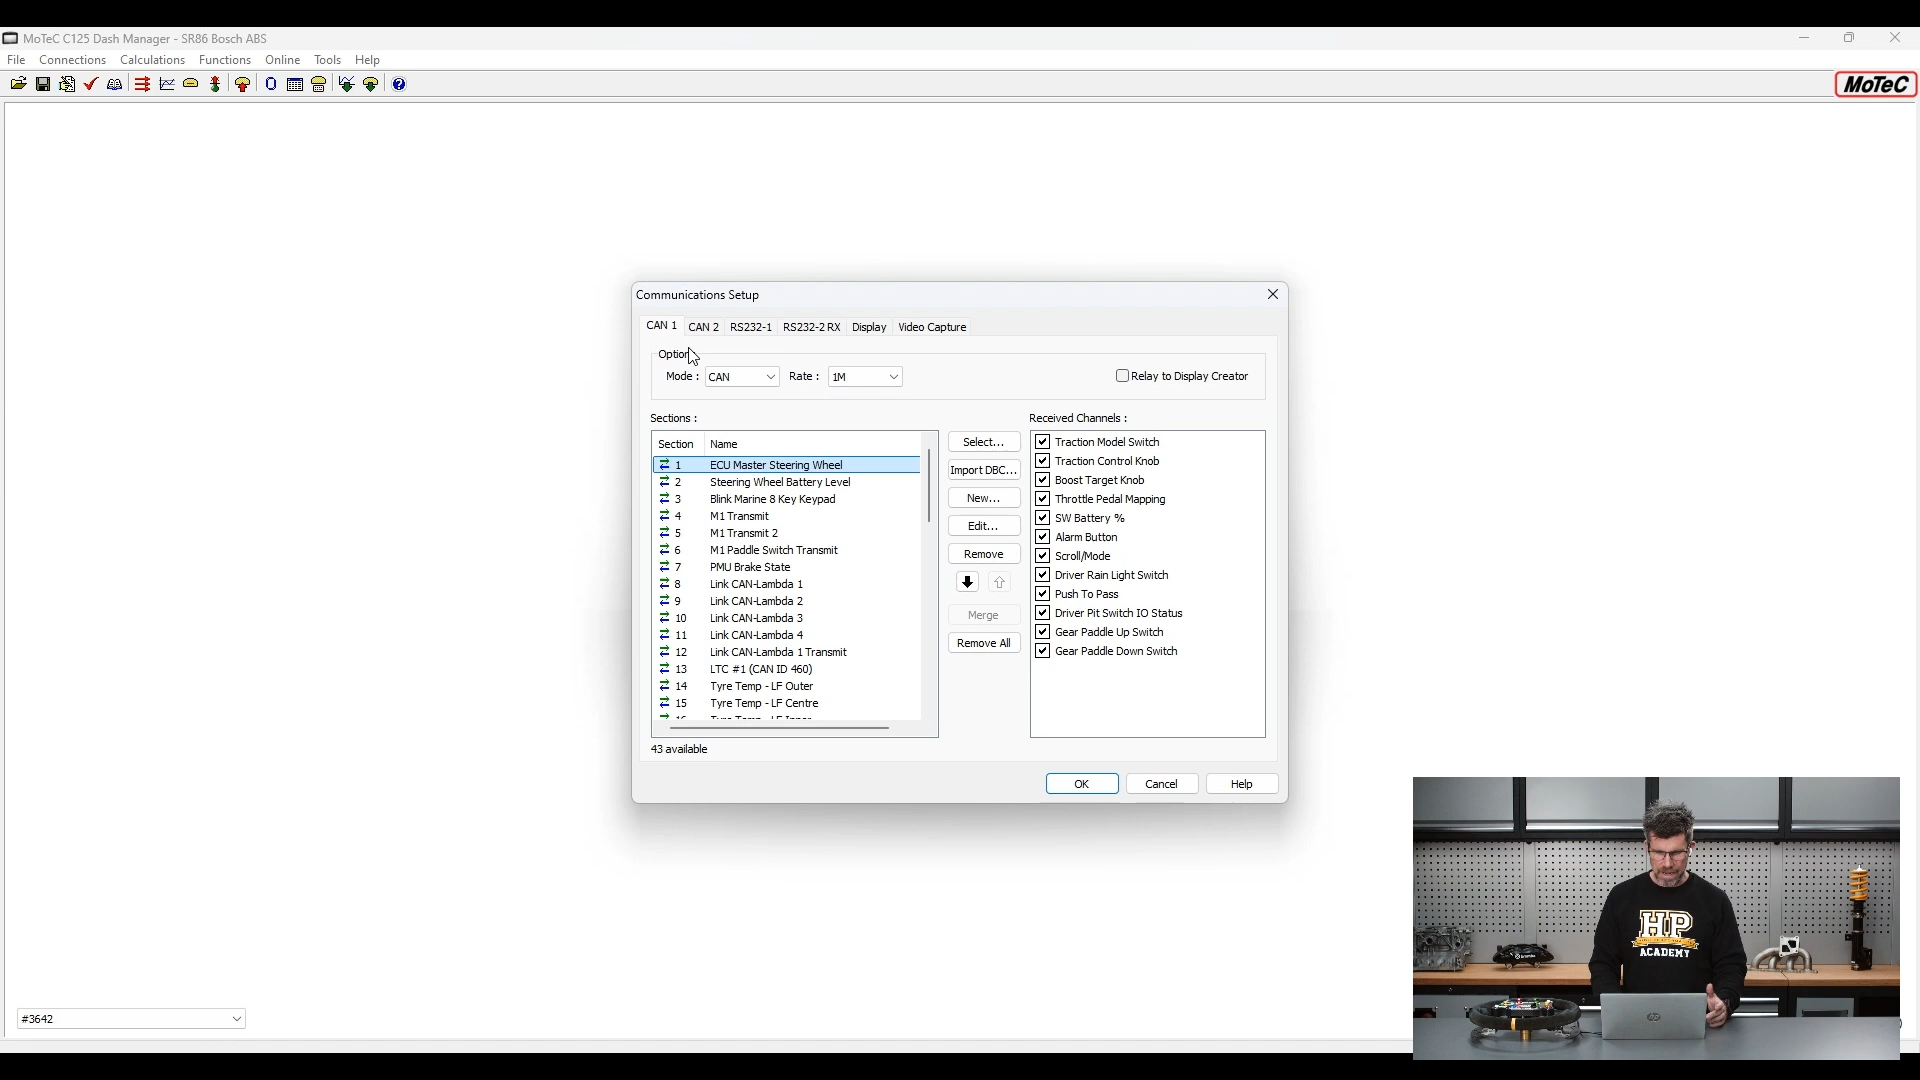 MoTeC C125 Dash Manager - SR86 Bosch ABS
File Connections Calculations Functions Online Tools Help
MoTeC
Communications Setup
CAN 1 CAN 2 RS232-1 RS232-2 RX Display Video Capture
Option
Mode : CAN Rate : 1M Relay to Display Creator
Sections : Received Channels :
Section Name
1 ECU Master Steering Wheel
2 Steering Wheel Battery Level
3 Blink Marine 8 Key Keypad
4 M1 Transmit
5 M1 Transmit 2
6 M1 Paddle Switch Transmit
7 PMU Brake State
8 Link CAN-Lambda 1
9 Link CAN-Lambda 2
10 Link CAN-Lambda 3
11 Link CAN-Lambda 4
12 Link CAN-Lambda 1 Transmit
13 LTC #1 (CAN ID 460)
14 Tyre Temp - LF Outer
15 Tyre Temp - LF Centre
16 Tyre Temp - LF Inner
43 available
Select...
Import DBC...
New...
Edit...
Remove
Merge
Remove All
Traction Model Switch
Traction Control Knob
Boost Target Knob
Throttle Pedal Mapping
SW Battery %
Alarm Button
Scroll/Mode
Driver Rain Light Switch
Push To Pass
Driver Pit Switch IO Status
Gear Paddle Up Switch
Gear Paddle Down Switch
OK Cancel Help
#3642
HP
ACADEMY
brembo
hp